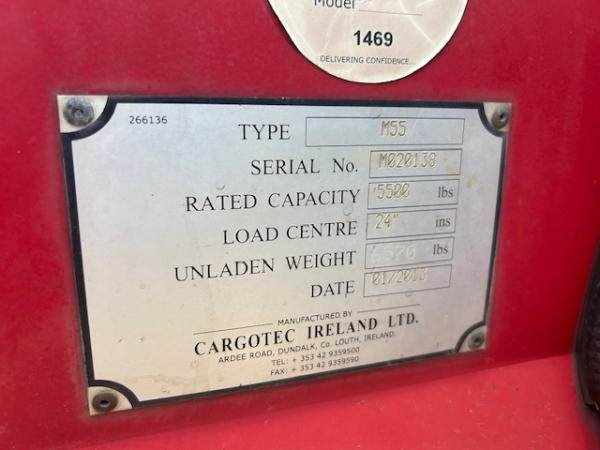 Model
1469
DELIVERING CONFIDENCE
266136
TYPE M55
SERIAL No. M020138
RATED CAPACITY 5500 lbs
LOAD CENTRE 24" ins
UNLADEN WEIGHT lbs
DATE 01/2013
MANUFACTURED BY
CARGOTEC IRELAND LTD.
ARDEE ROAD, DUNDALK, Co. LOUTH, IRELAND.
TEL: + 353 42 9359500
FAX: + 353 42 9359590